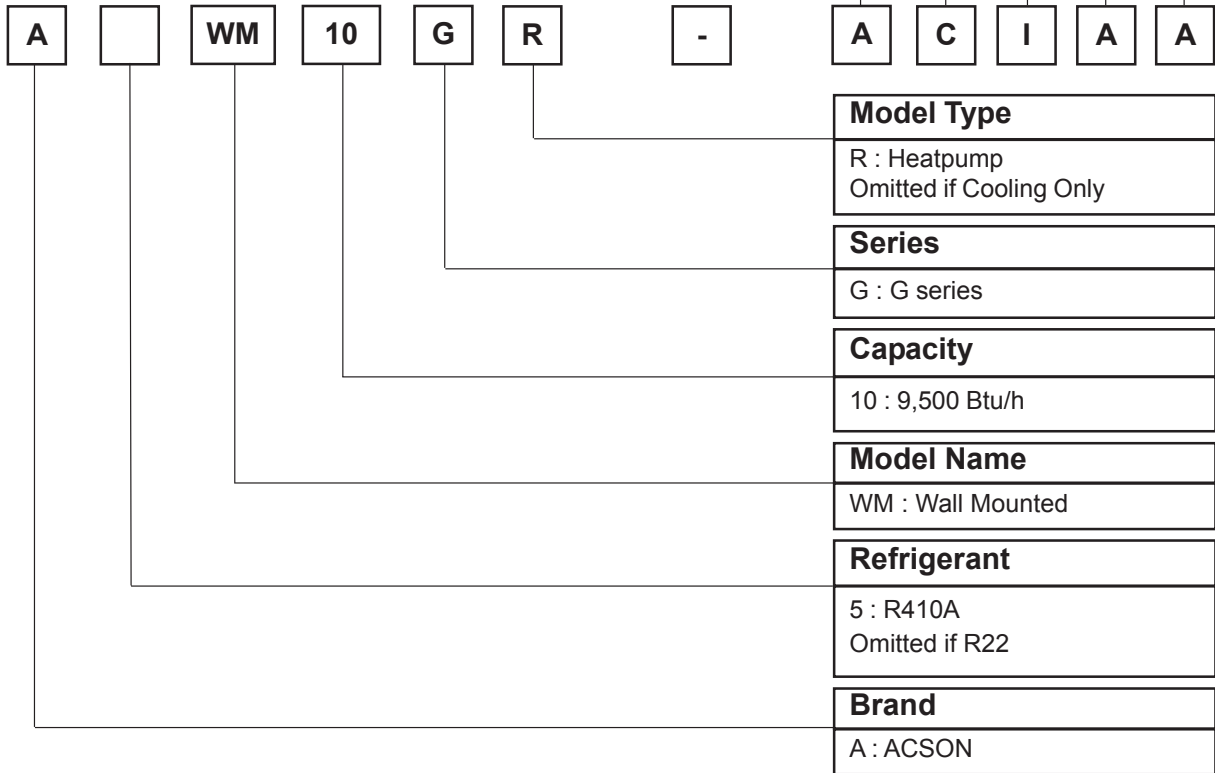 A WM 10 G R - A C I A A
Model Type
R : Heatpump
Omitted if Cooling Only
Series
G : G series
Capacity
10 : 9,500 Btu/h
Model Name
WM : Wall Mounted
Refrigerant
5 : R410A
Omitted if R22
Brand
A : ACSON